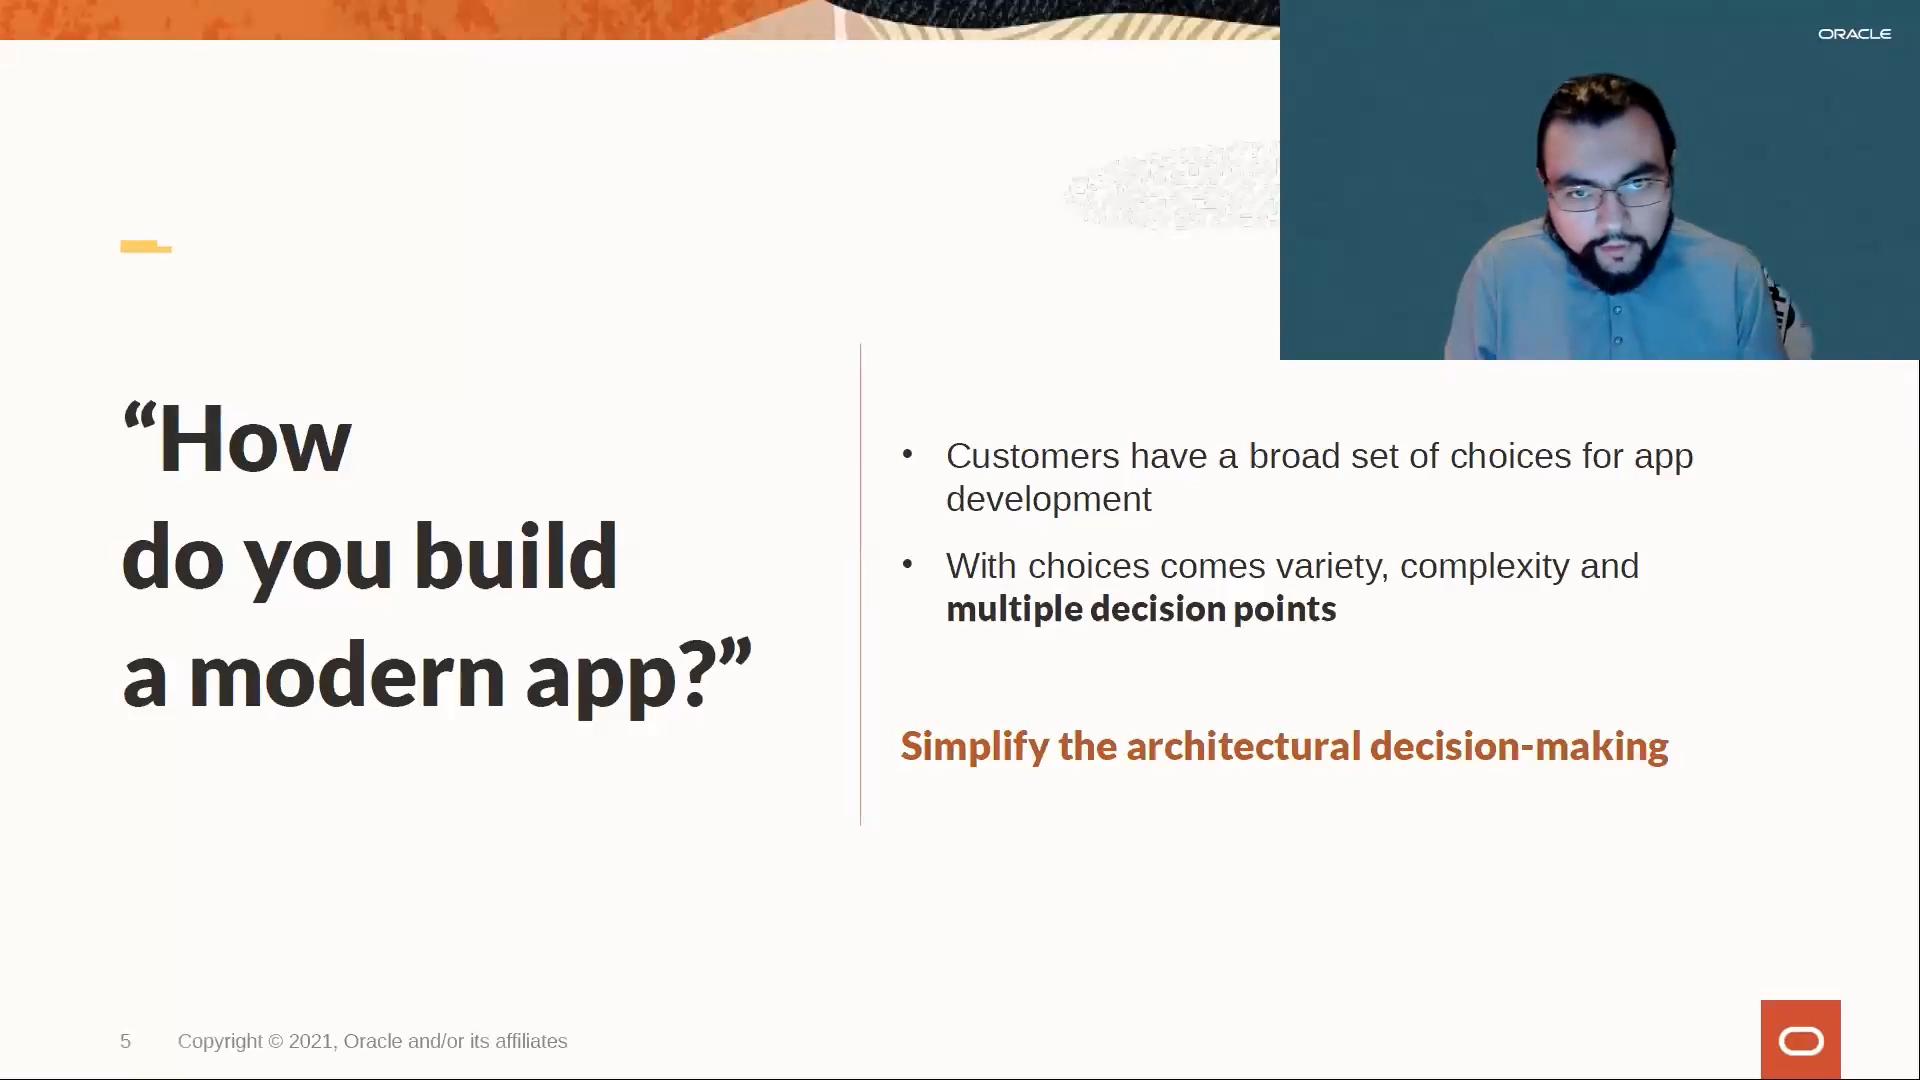 ORACLE
“How
do you build
a modern app?”
• Customers have a broad set of choices for app
development
• With choices comes variety, complexity and
multiple decision points
Simplify the architectural decision-making
5 Copyright © 2021, Oracle and/or its affiliates